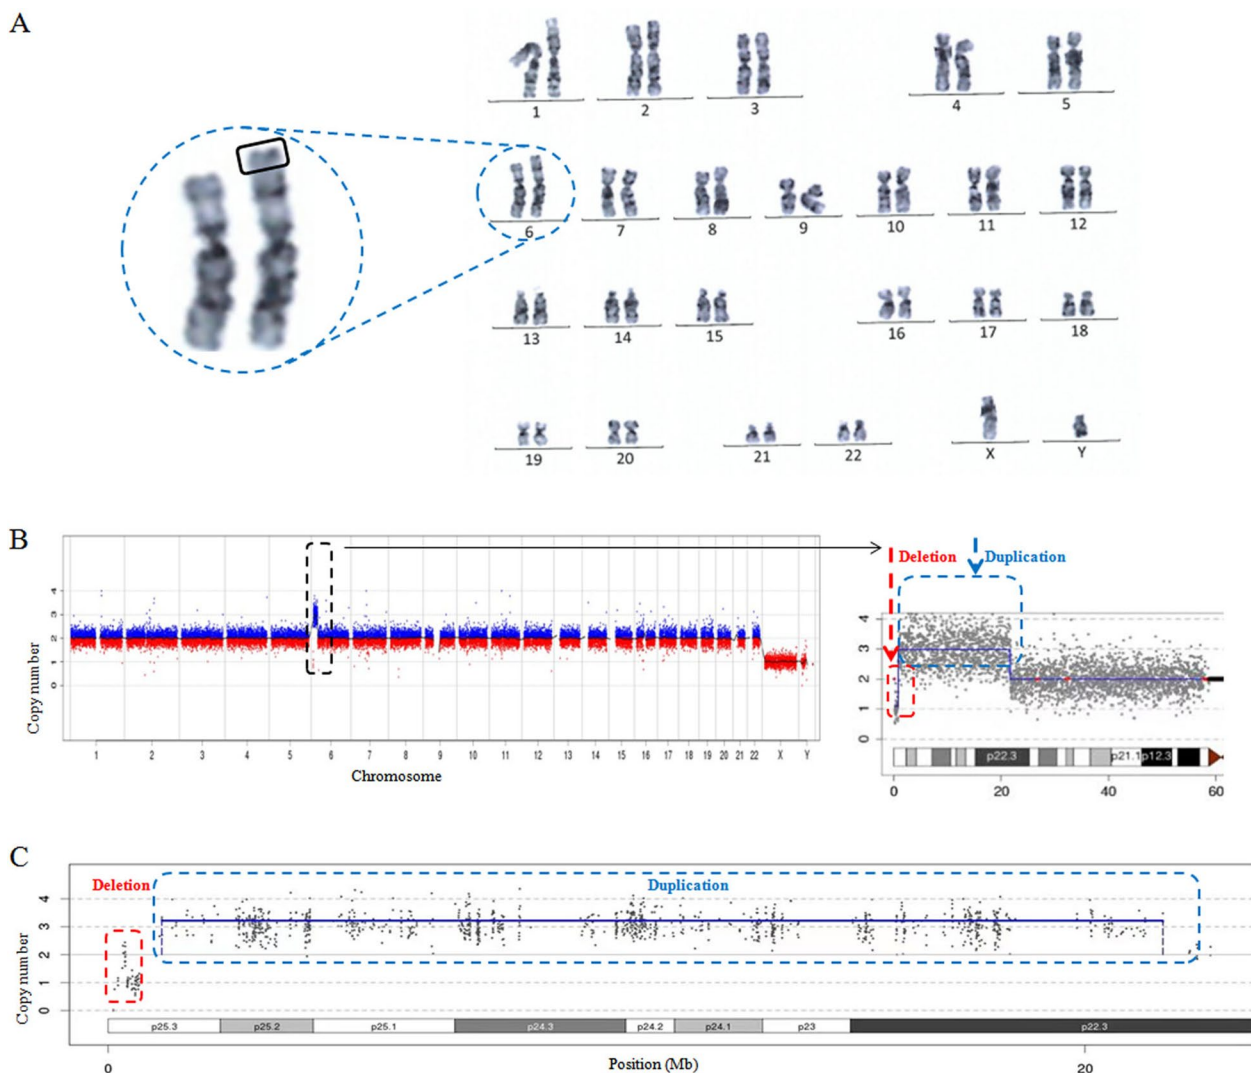 A
1 2 3 4 5
6 7 8 9 10 11 12
13 14 15 16 17 18
19 20 21 22 X Y
B
Deletion Duplication
Copy number
4
3
2
1
0
1 2 3 4 5 6 7 8 9 10 11 12 13 14 15 16 17 18 19 20 21 22 X Y
Chromosome
4
3
2
1
0
p22.3 p21.1 p12.3
0 20 40 60
C
Deletion Duplication
Copy number
4
3
2
1
0
p25.3 p25.2 p25.1 p24.3 p24.2 p24.1 p23 p22.3
0 Position (Mb) 20